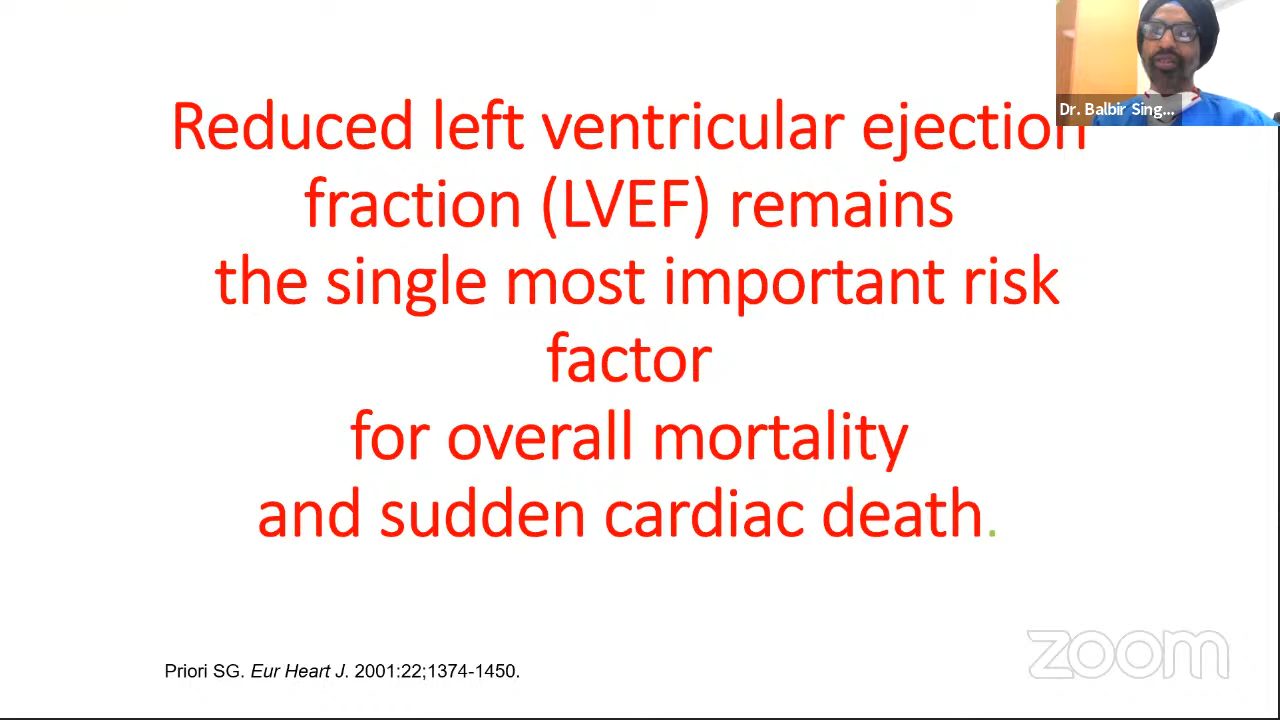 Dr. Balbir Sing...
Reduced left ventricular ejection
fraction (LVEF) remains
the single most important risk
factor
for overall mortality
and sudden cardiac death.
Priori SG. Eur Heart J. 2001:22;1374-1450.
zoom